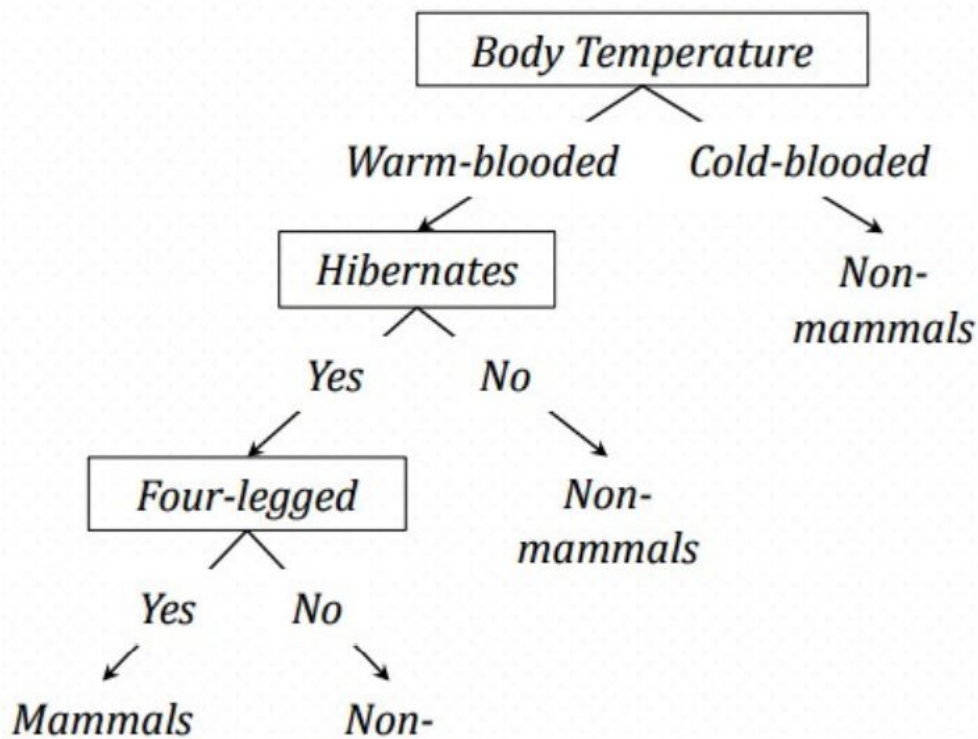 Body Temperature
Warm-blooded Cold-blooded
Hibernates
Non-
mammals
Yes No
Four-legged
Non-
mammals
Yes No
Mammals Non-